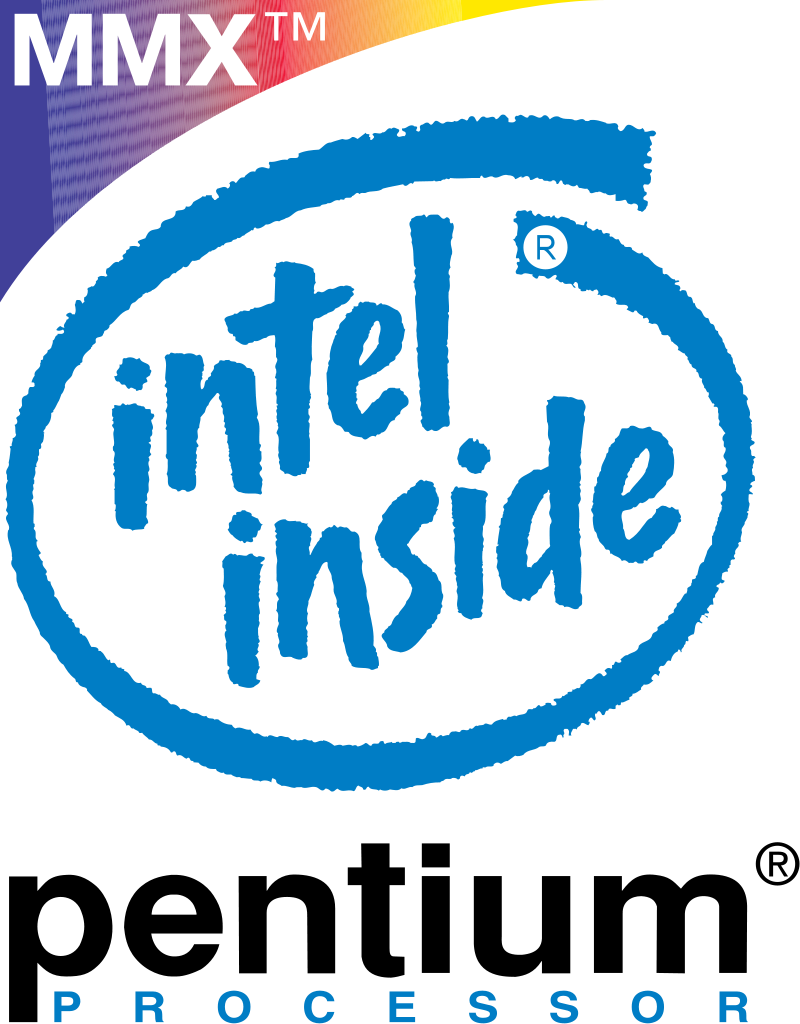 MMX™
intel®
inside
pentium®
PROCESSOR